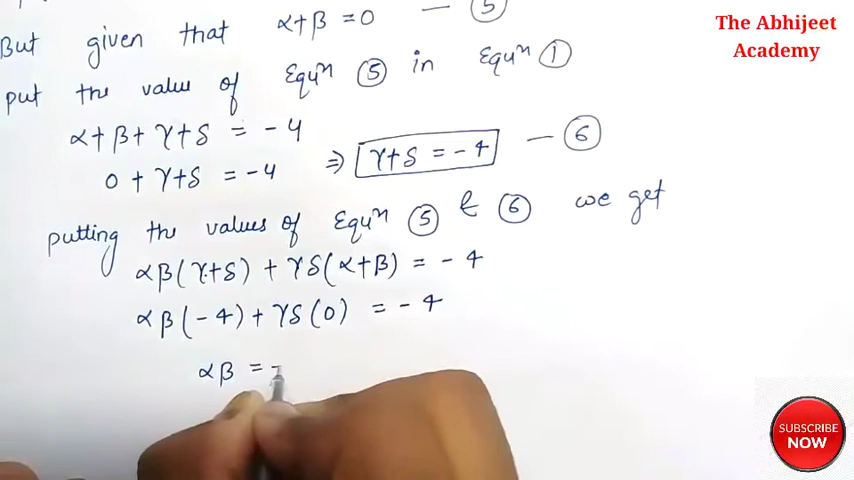 But given that α+β =0 — ⑤
put the value of Equⁿ ⑤ in Equⁿ ①
α+β+γ+δ = -4
0 + γ+δ = -4 ⇒ γ+δ = -4 — ⑥
putting the values of Equⁿ ⑤ & ⑥ we get
αβ(γ+δ) + γδ(α+β) = -4
αβ(-4) + γδ(0) = -4
αβ = -
The Abhijeet
Academy
SUBSCRIBE
NOW